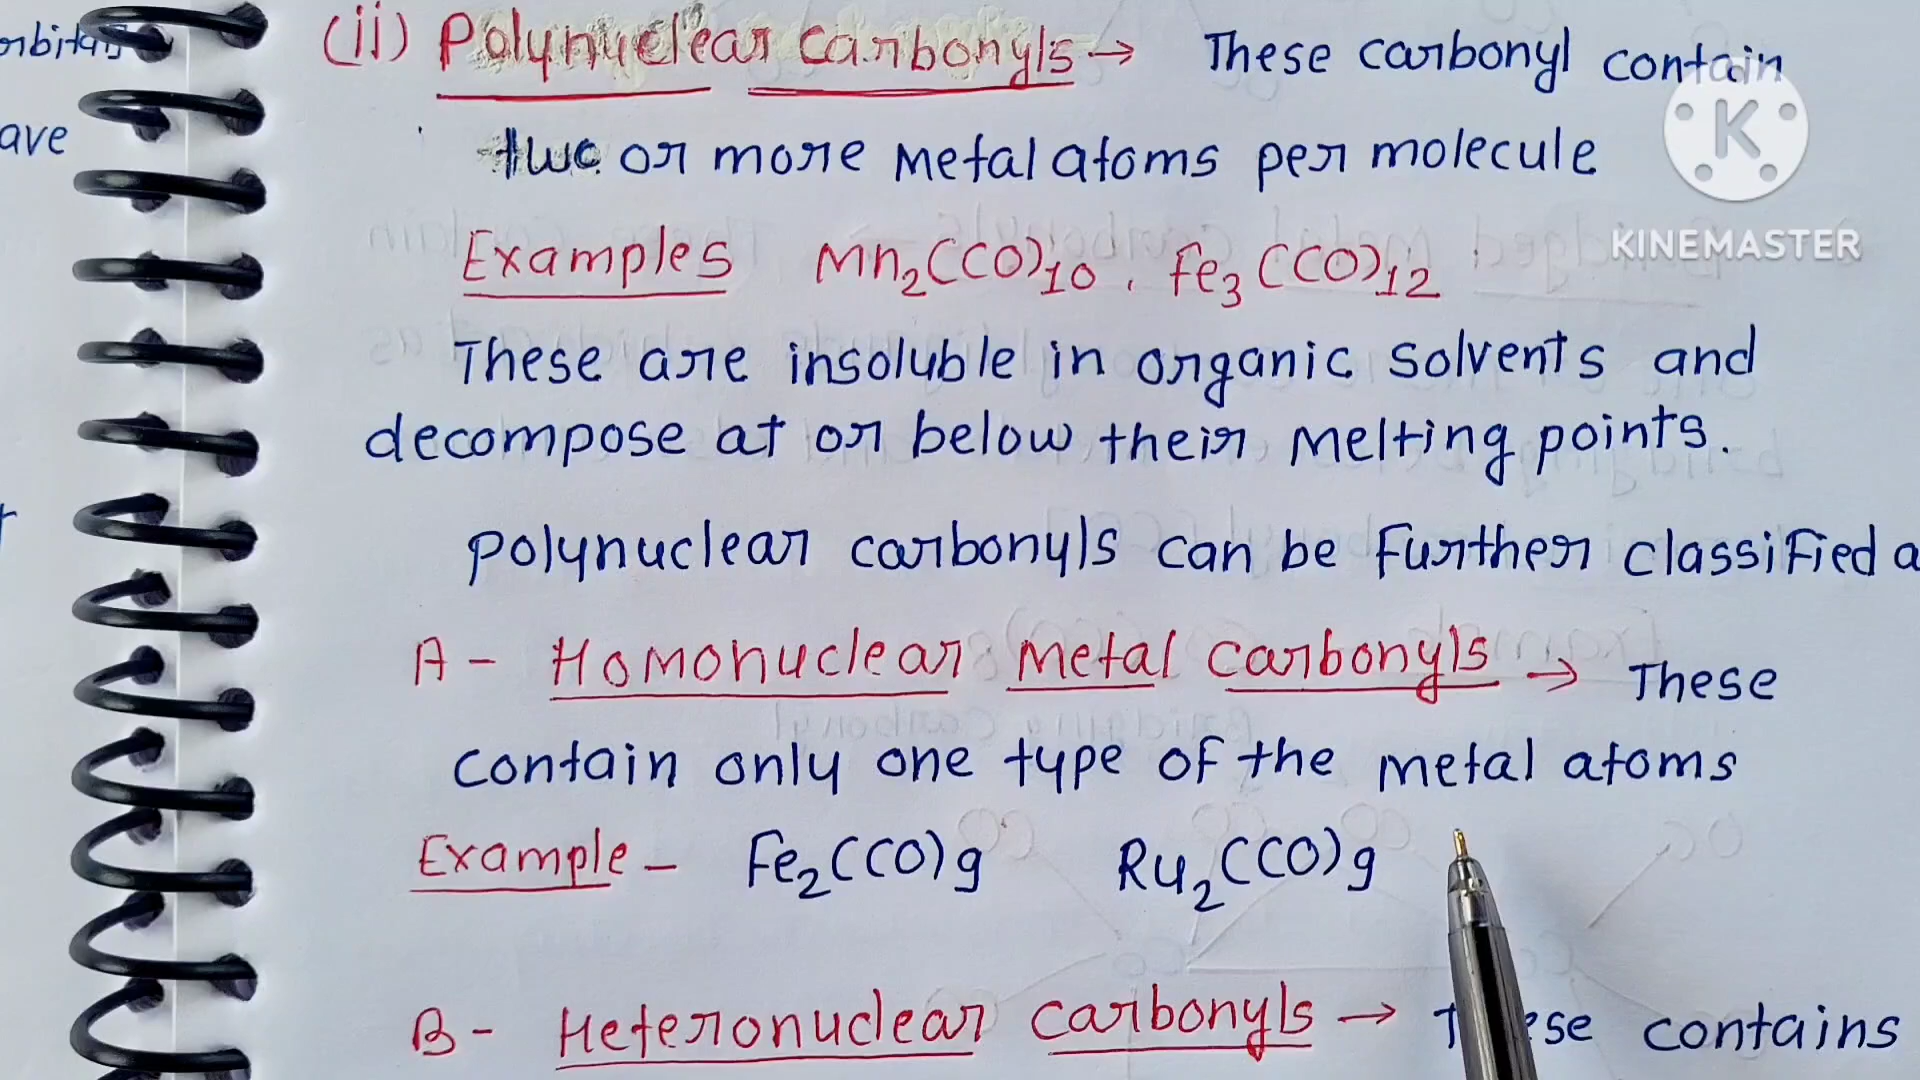 (ii) Polynuclear carbonyls → These carbonyl contain
two or more metal atoms per molecule
Examples Mn₂(CO)₁₀, Fe₃(CO)₁₂
These are insoluble in organic solvents and
decompose at or below their melting points.
Polynuclear carbonyls can be further classified a
A - Homonuclear metal carbonyls → These
contain only one type of the metal atoms
Example - Fe₂(CO)9 Ru₂(CO)9
B - Heteronuclear carbonyls → These contains
ave
K
KINEMASTER